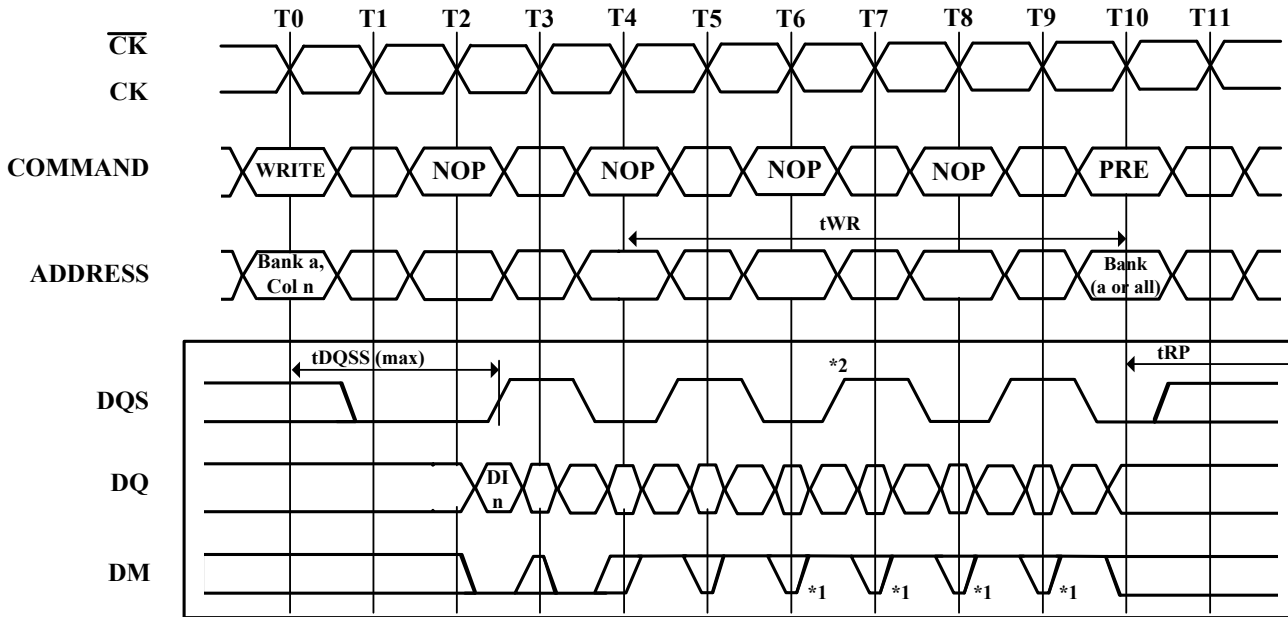 T0 T1 T2 T3 T4 T5 T6 T7 T8 T9 T10 T11
CK
CK
COMMAND
WRITE NOP NOP NOP NOP PRE
tWR
ADDRESS
Bank a,
Col n
Bank
(a or all)
tDQSS (max)
*2
tRP
DQS
DQ
DI
n
DM
*1 *1 *1 *1